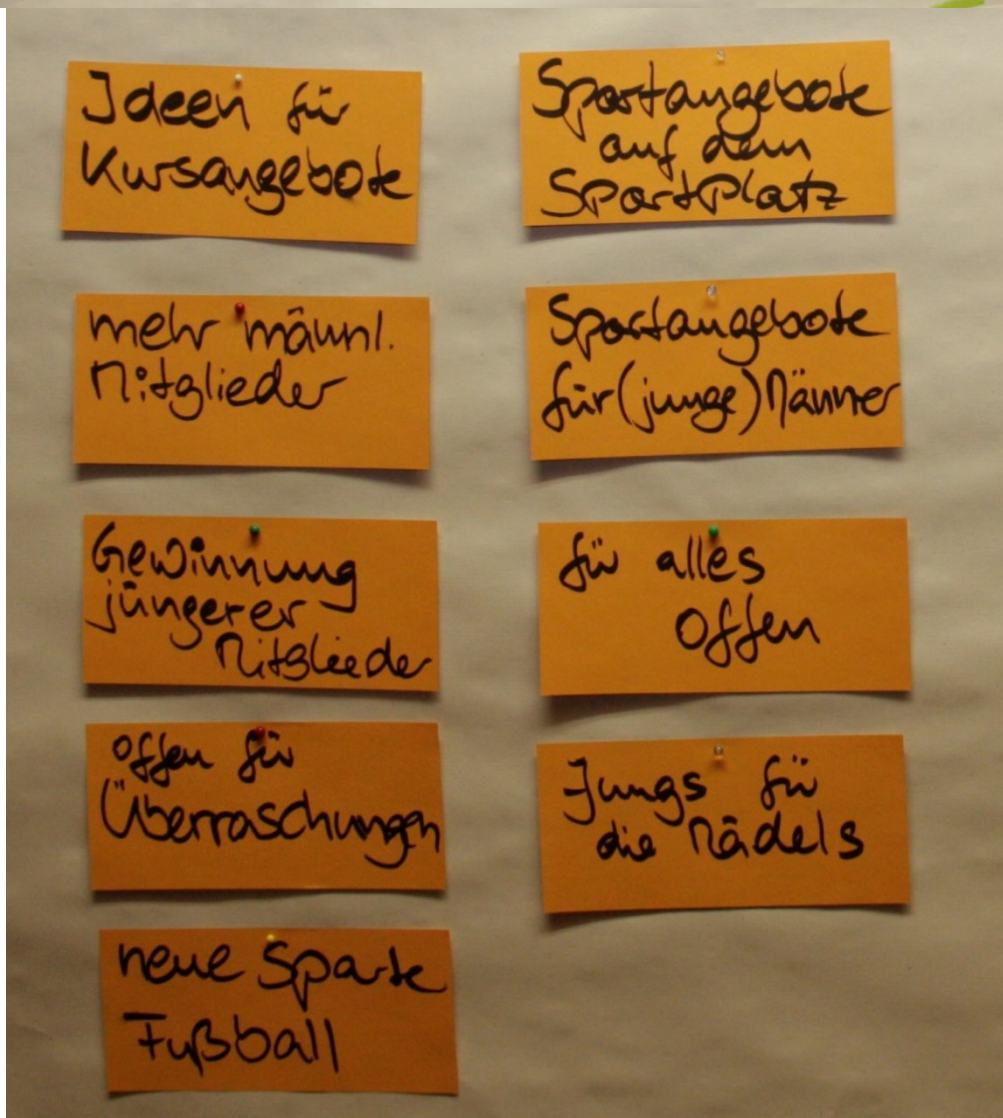 Ideen für
Kursangebote
mehr männl.
Mitglieder
Gewinnung
jüngerer
Mitglieder
offen für
Überraschungen
neue Sparte
Fußball
Sportangebote
auf dem
SportPlatz
Sportangebote
für (junge) Männer
für alles
offen
Jungs für
die Mädels